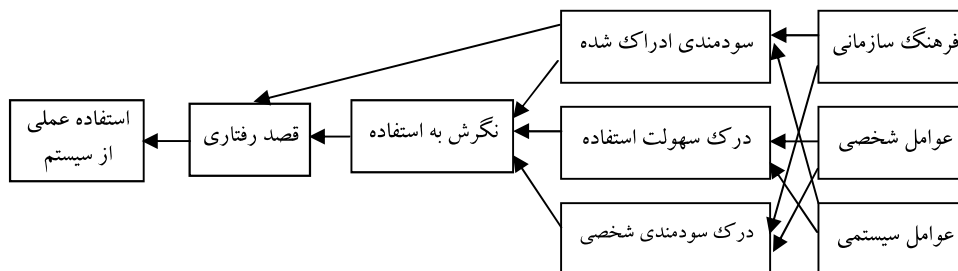 فرهنگ سازمانی
سودمندی ادراک شده
عوامل شخصی
درک سهولت استفاده
نگرش به استفاده
قصد رفتاری
استفاده عملی
از سیستم
عوامل سیستمی
درک سودمندی شخصی